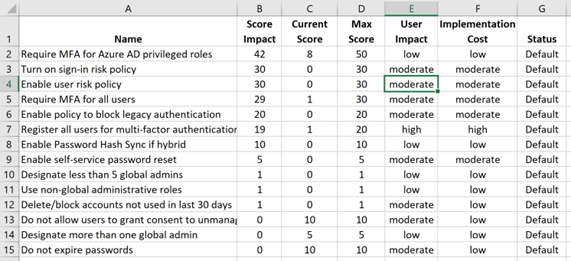 A B C D E F G
1 Name Score Impact Current Score Max Score User Impact Implementation Cost Status
2 Require MFA for Azure AD privileged roles 42 8 50 low low Default
3 Turn on sign-in risk policy 30 0 30 moderate moderate Default
4 Enable user risk policy 30 0 30 moderate moderate Default
5 Require MFA for all users 29 1 30 moderate moderate Default
6 Enable policy to block legacy authentication 20 0 20 moderate moderate Default
7 Register all users for multi-factor authentication 19 1 20 high high Default
8 Enable Password Hash Sync if hybrid 10 0 10 low low Default
9 Enable self-service password reset 5 0 5 moderate moderate Default
10 Designate less than 5 global admins 1 0 1 low low Default
11 Use non-global administrative roles 1 0 1 low low Default
12 Delete/block accounts not used in last 30 days 1 0 1 moderate low Default
13 Do not allow users to grant consent to unmana 0 10 10 moderate low Default
14 Designate more than one global admin 0 5 5 low low Default
15 Do not expire passwords 0 10 10 moderate low Default